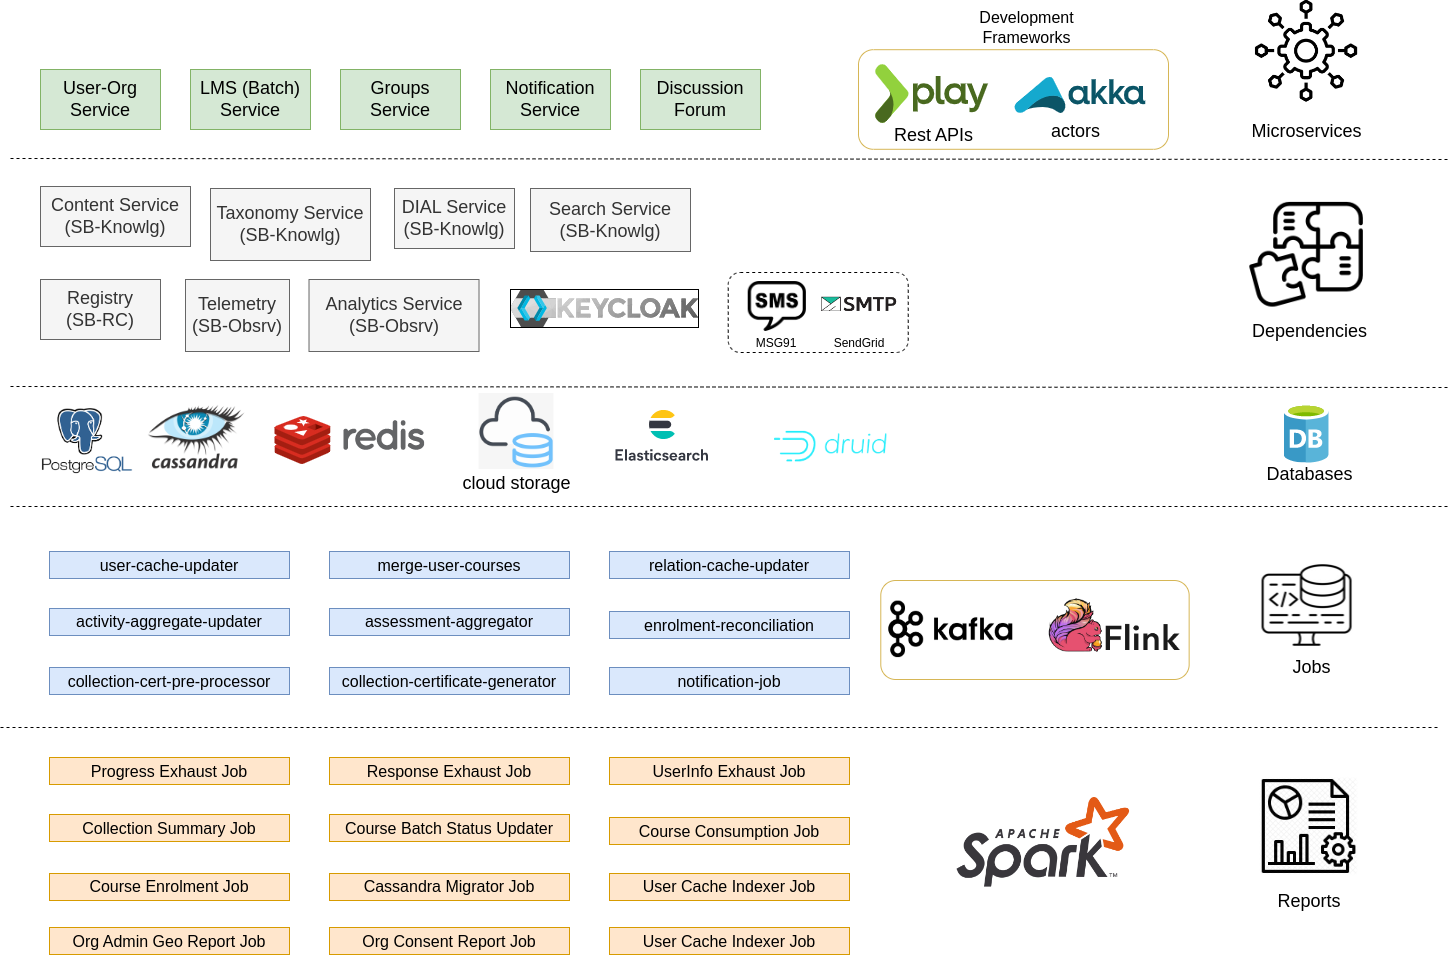 Development
Frameworks
User-Org
Service
LMS (Batch)
Service
Groups
Service
Notification
Service
Discussion
Forum
play
Rest APIs
akka
actors
Microservices
Content Service
(SB-Knowlg)
Taxonomy Service
(SB-Knowlg)
DIAL Service
(SB-Knowlg)
Search Service
(SB-Knowlg)
Registry
(SB-RC)
Telemetry
(SB-Obsrv)
Analytics Service
(SB-Obsrv)
KEYCLOAK
SMS
MSG91
SMTP
SendGrid
Dependencies
PostgreSQL
cassandra
redis
cloud storage
Elasticsearch
druid
DB
Databases
user-cache-updater
merge-user-courses
relation-cache-updater
activity-aggregate-updater
assessment-aggregator
enrolment-reconciliation
collection-cert-pre-processor
collection-certificate-generator
notification-job
kafka
Flink
</>
Jobs
Progress Exhaust Job
Response Exhaust Job
UserInfo Exhaust Job
Collection Summary Job
Course Batch Status Updater
Course Consumption Job
Course Enrolment Job
Cassandra Migrator Job
User Cache Indexer Job
Org Admin Geo Report Job
Org Consent Report Job
User Cache Indexer Job
APACHE
Spark™
Reports